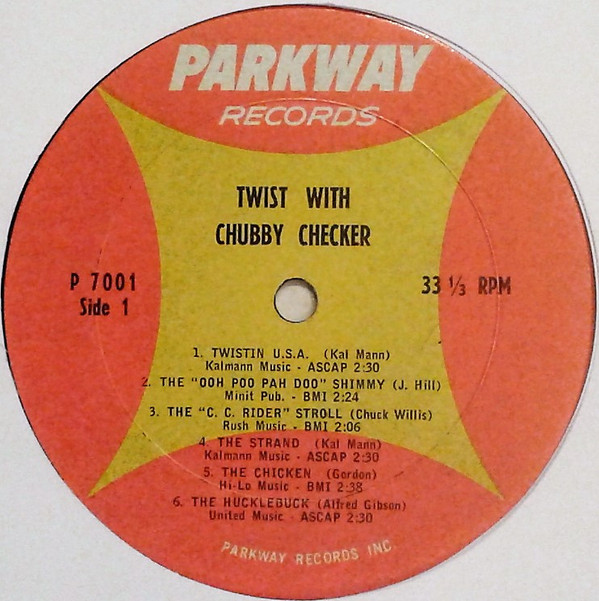 PARKWAY
RECORDS
TWIST WITH
CHUBBY CHECKER
P 7001
Side 1
33 1/3 RPM
1. TWISTIN U.S.A. (Kal Mann)
Kalmann Music - ASCAP 2:30
2. THE "OOH POO PAH DOO" SHIMMY (J. Hill)
Minit Pub. - BMI 2:24
3. THE "C. C. RIDER" STROLL (Chuck Willis)
Rush Music - BMI 2:06
4. THE STRAND (Kal Mann)
Kalmann Music - ASCAP 2:30
5. THE CHICKEN (Gordon)
Hi-Lo Music - BMI 2:38
6. THE HUCKLEBUCK (Alfred Gibson)
United Music - ASCAP 2:30
PARKWAY RECORDS INC.